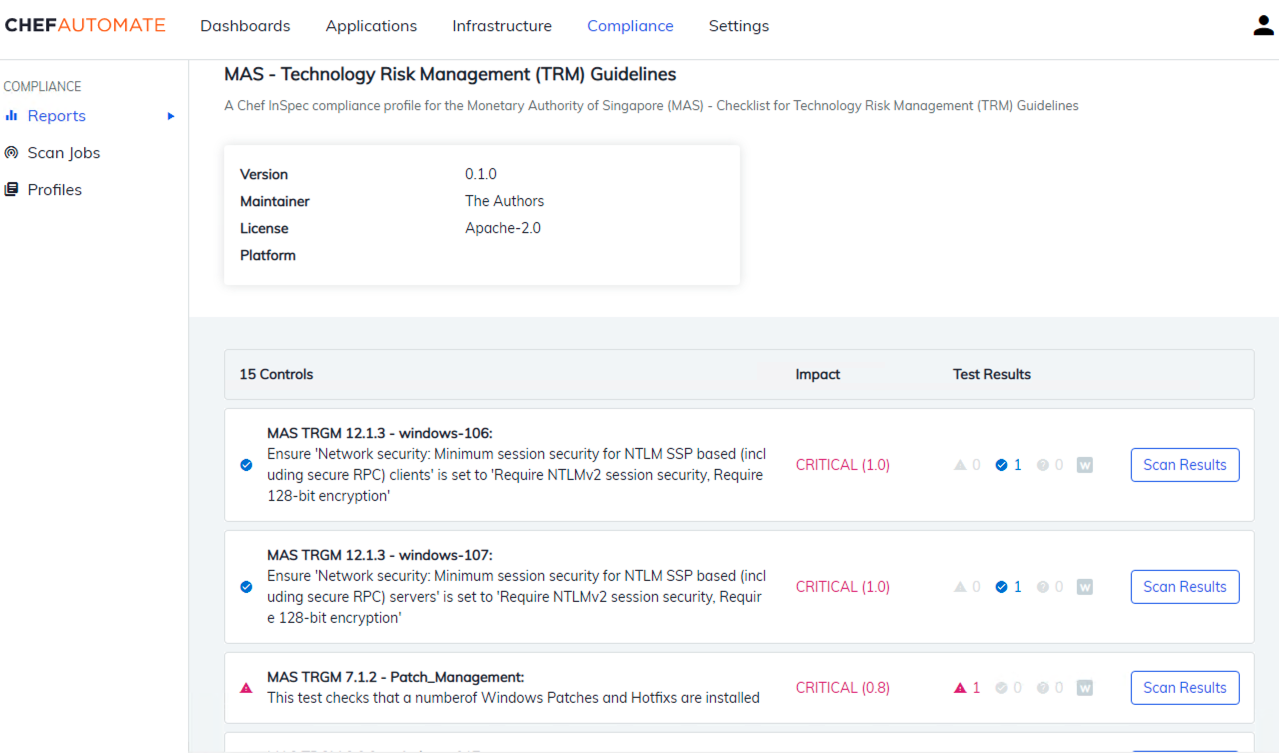 CHEFAUTOMATE Dashboards Applications Infrastructure Compliance Settings
COMPLIANCE
Reports
Scan Jobs
Profiles
MAS - Technology Risk Management (TRM) Guidelines
A Chef InSpec compliance profile for the Monetary Authority of Singapore (MAS) - Checklist for Technology Risk Management (TRM) Guidelines
Version 0.1.0
Maintainer The Authors
License Apache-2.0
Platform
15 Controls Impact Test Results
MAS TRGM 12.1.3 - windows-106:
Ensure 'Network security: Minimum session security for NTLM SSP based (incl
uding secure RPC) clients' is set to 'Require NTLMv2 session security, Require
128-bit encryption'
CRITICAL (1.0) 0 1 0 W Scan Results
MAS TRGM 12.1.3 - windows-107:
Ensure 'Network security: Minimum session security for NTLM SSP based (incl
uding secure RPC) servers' is set to 'Require NTLMv2 session security, Requir
e 128-bit encryption'
CRITICAL (1.0) 0 1 0 W Scan Results
MAS TRGM 7.1.2 - Patch_Management:
This test checks that a numberof Windows Patches and Hotfixs are installed
CRITICAL (0.8) 1 0 0 W Scan Results